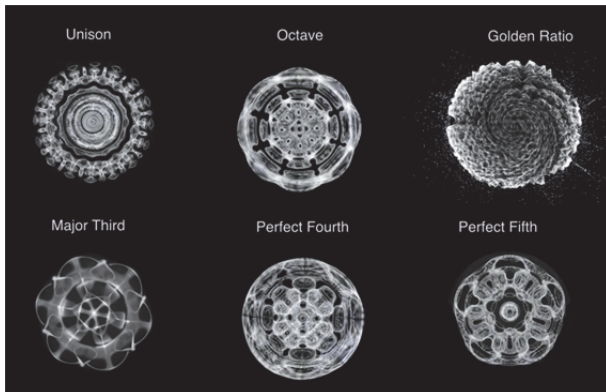 Unison
Octave
Golden Ratio
Major Third
Perfect Fourth
Perfect Fifth